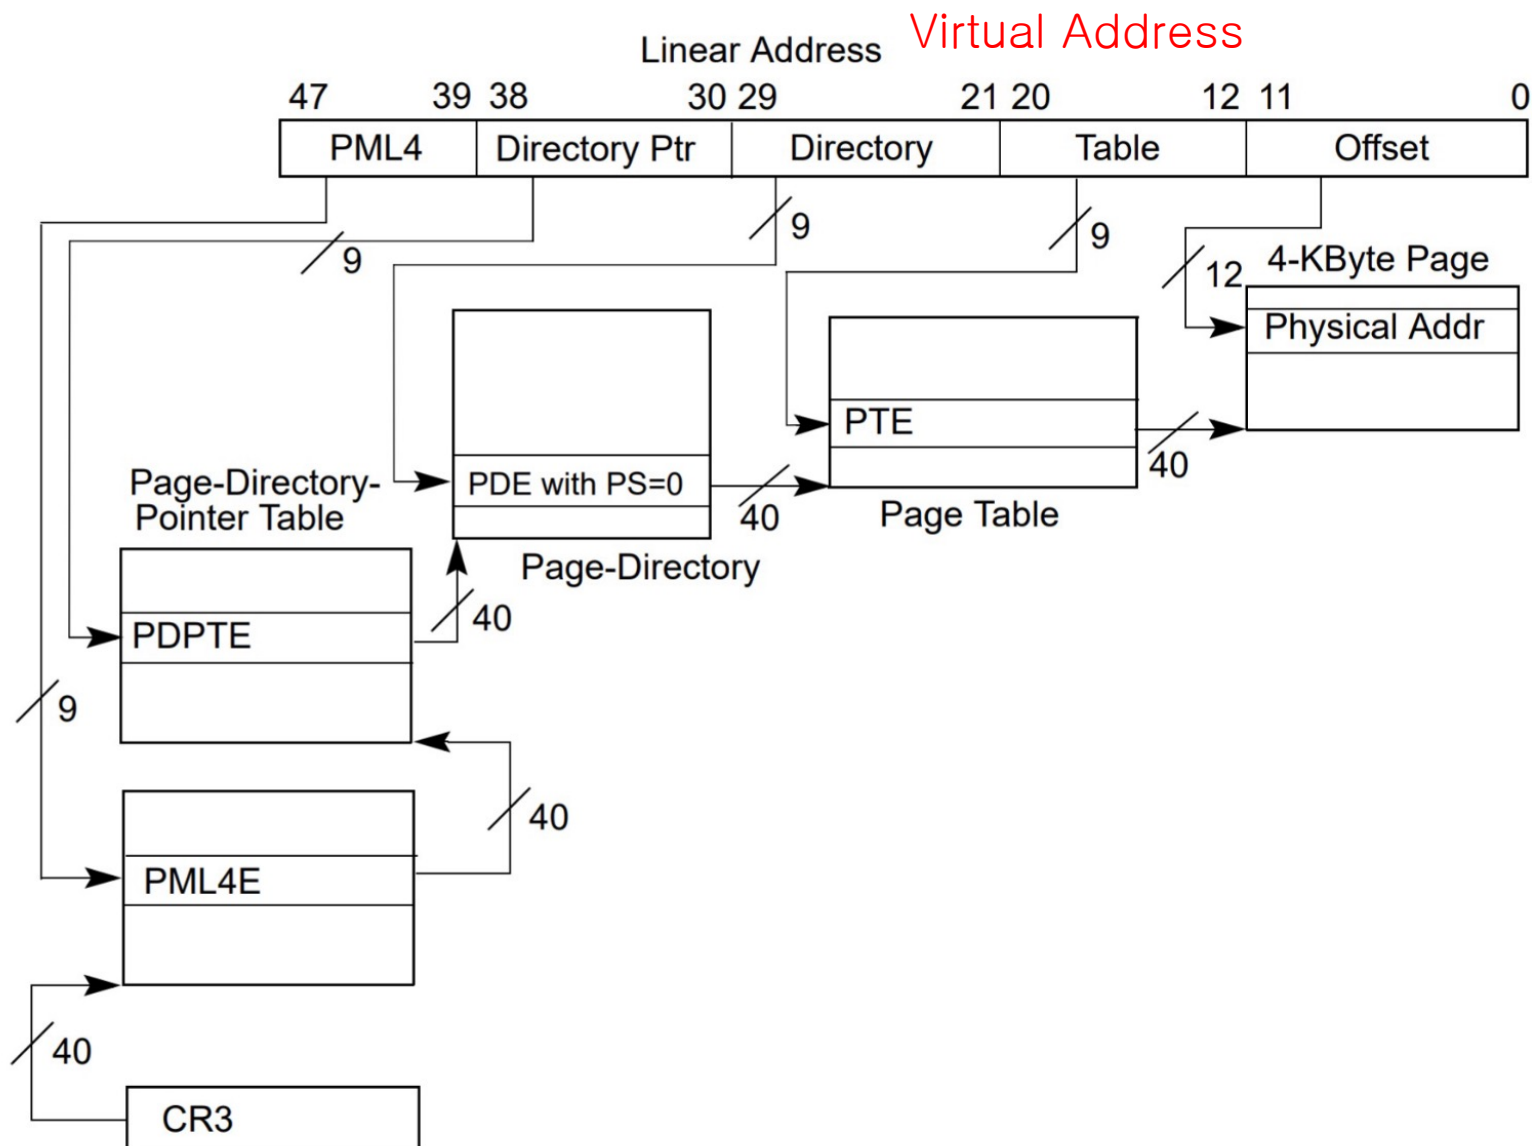 Linear Address Virtual Address
47 39 38 30 29 21 20 12 11 0
PML4 Directory Ptr Directory Table Offset
9
9
9
12
4-KByte Page
Physical Addr
PTE
40
Page Table
PDE with PS=0
40
Page-Directory
Page-Directory-
Pointer Table
PDPTE
40
9
PML4E
40
40
CR3